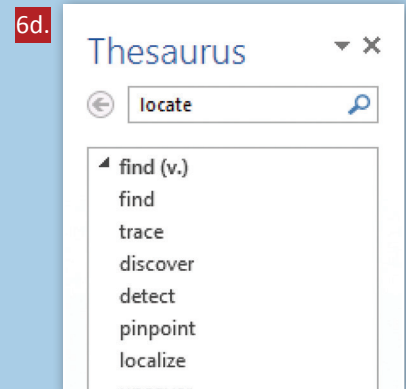 6d.
Thesaurus
locate
find (v.)
find
trace
discover
detect
pinpoint
localize